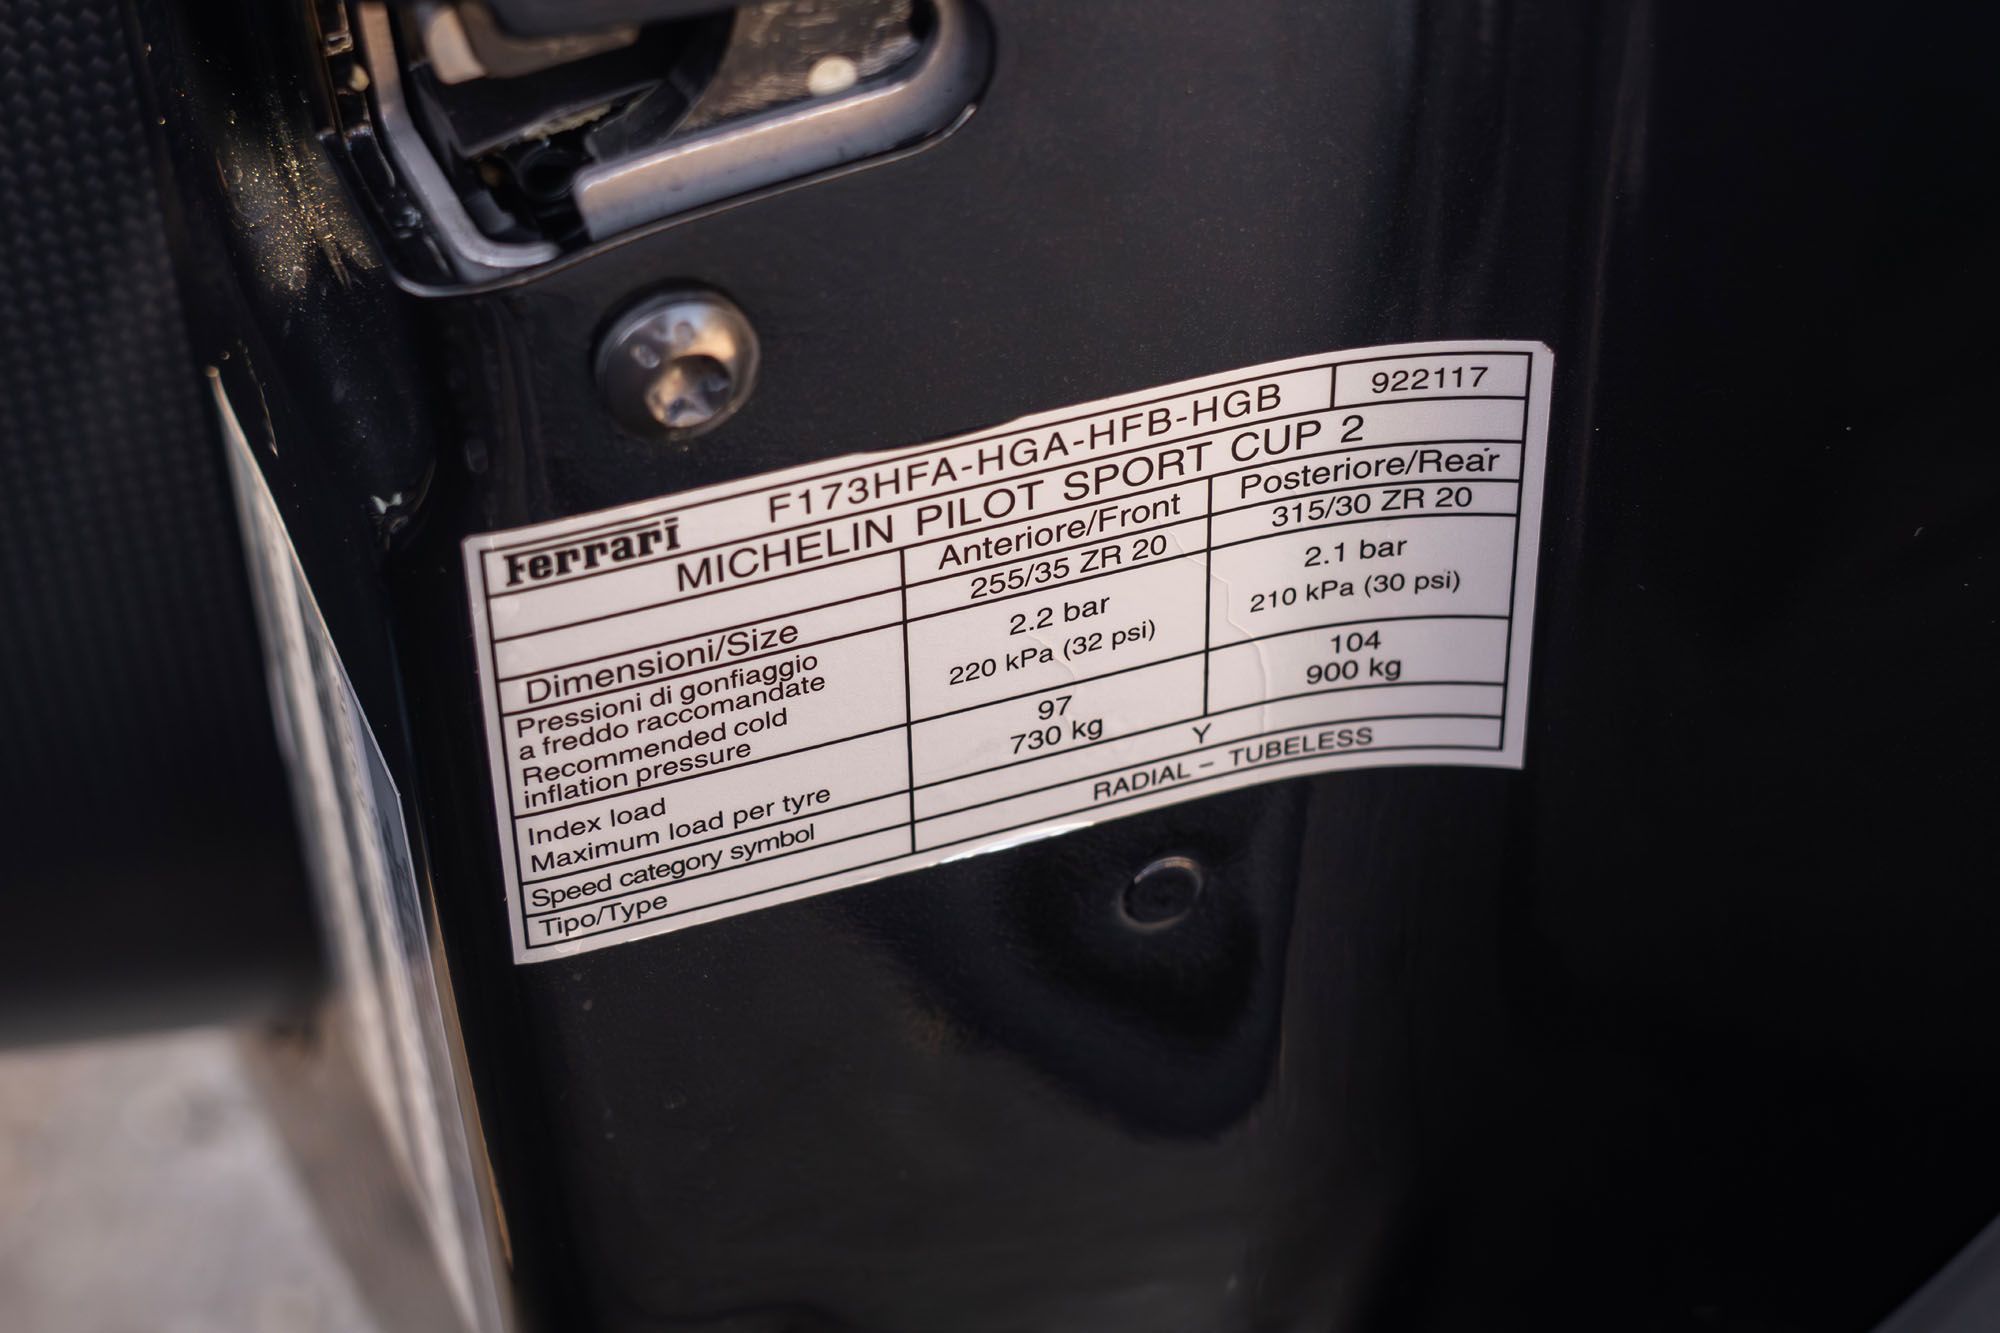 Ferrari F173HFA-HGA-HFB-HGB 922117
MICHELIN PILOT SPORT CUP 2
Anteriore/Front Posteriore/Rear
Dimensioni/Size 255/35 ZR 20 315/30 ZR 20
Pressioni di gonfiaggio
a freddo raccomandate
Recommended cold
inflation pressure
2.2 bar 2.1 bar
220 kPa (32 psi) 210 kPa (30 psi)
Index load 97 104
Maximum load per tyre 730 kg 900 kg
Speed category symbol Y
Tipo/Type RADIAL - TUBELESS